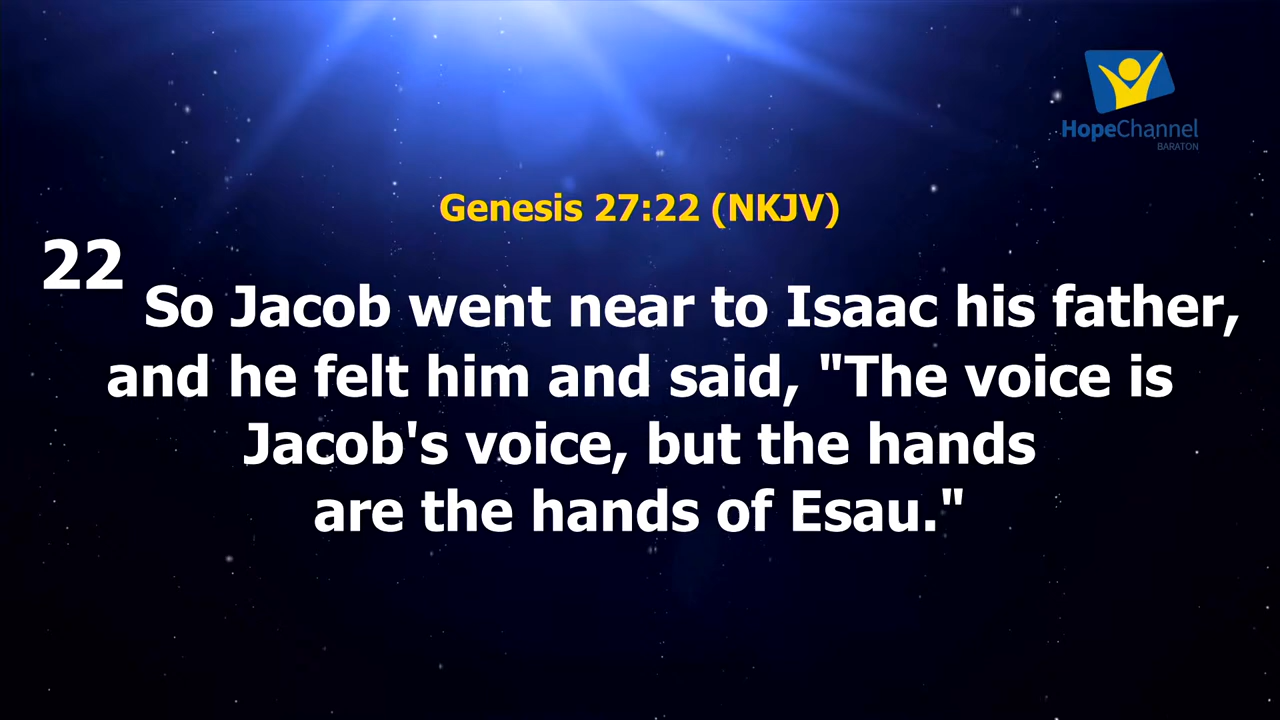 HopeChannel
BARATON
Genesis 27:22 (NKJV)
22 So Jacob went near to Isaac his father,
and he felt him and said, "The voice is
Jacob's voice, but the hands
are the hands of Esau."